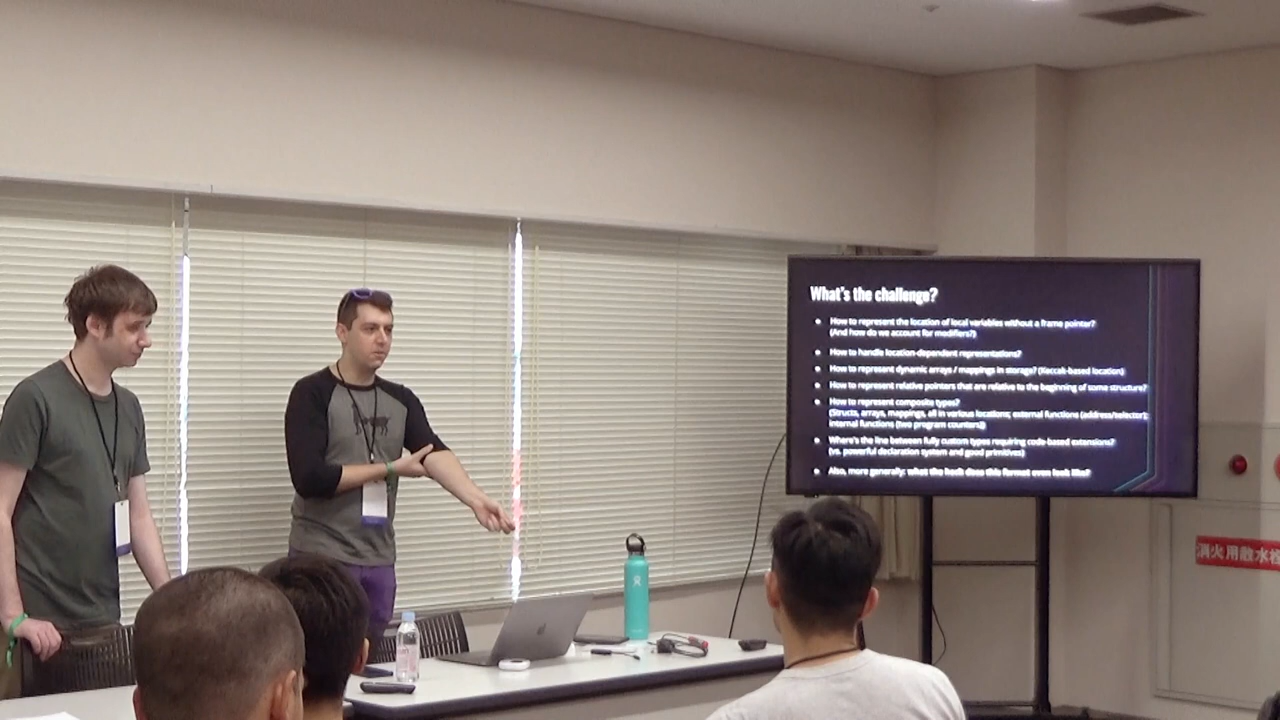 What's the challenge?
How to represent the location of local variables without a frame pointer?
(And how do we account for modifiers?)
How to handle location-dependent representations?
How to represent dynamic arrays / mappings in storage? (Keccak-based location)
How to represent relative pointers that are relative to the beginning of some structure?
How to represent composite types?
(Structs, arrays, mappings, all in various locations; external functions (address/selector);
internal functions (two program counters))
Where's the line between fully custom types requiring code-based extensions?
(vs. powerful declaration system and good primitives)
Also, more generally: what the heck does this format even look like?
消火用散水栓